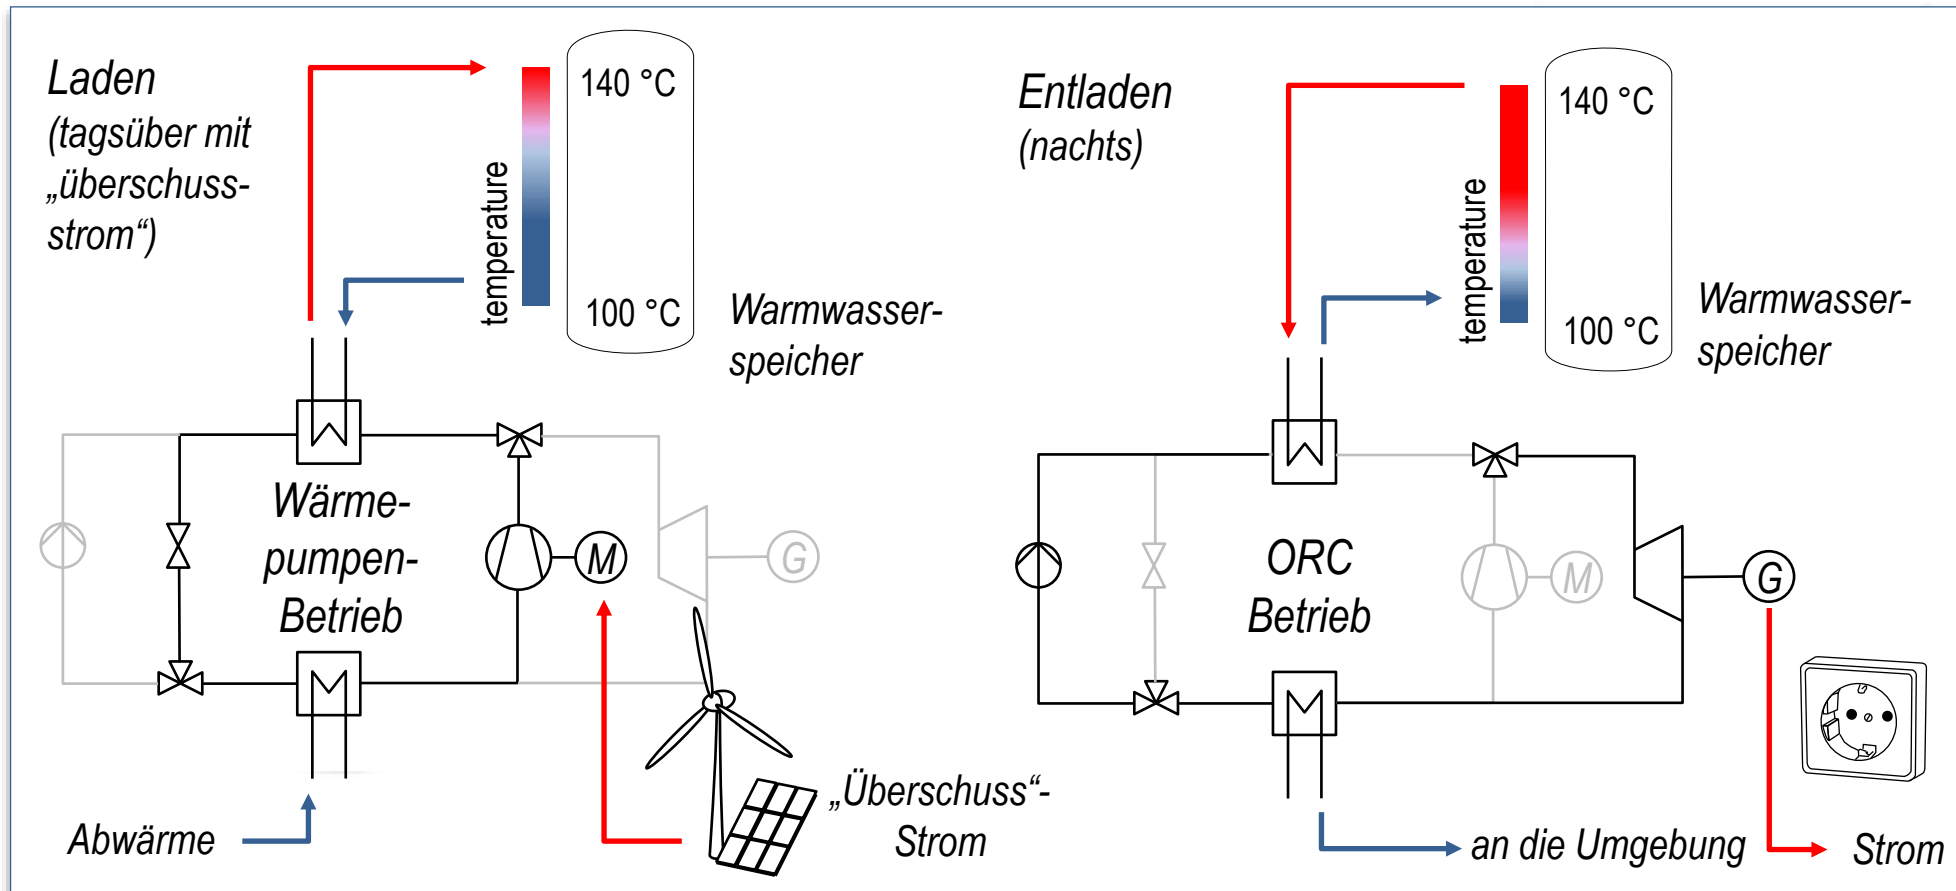 Laden
(tagsüber mit
„überschuss-
strom“)
temperature
140 °C
100 °C
Warmwasser-
speicher
Wärme-
pumpen-
Betrieb
M
G
Abwärme
„Überschuss“-
Strom
Entladen
(nachts)
temperature
140 °C
100 °C
Warmwasser-
speicher
ORC
Betrieb
M
G
an die Umgebung
Strom